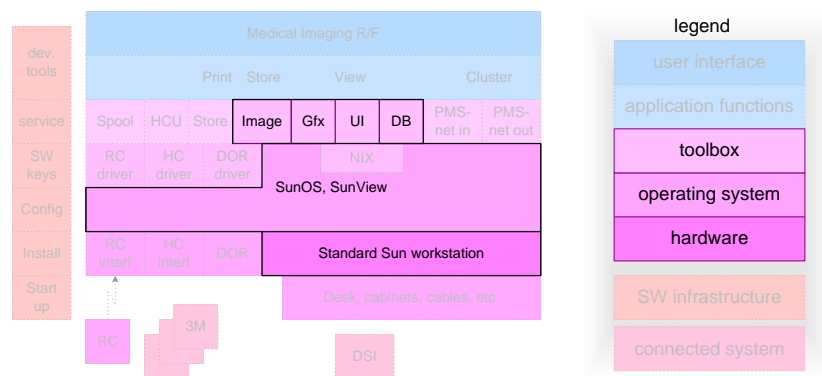 Medical Imaging R/F
dev.
tools
Print Store View Cluster
service
Spool HCU Store Image Gfx UI DB PMS-
net in PMS-
net out
SW
keys
RC
driver
HC
driver
DOR
driver
NIX
SunOS, SunView
Config
Install
RC
interf
HC
interf
DOR
Standard Sun workstation
Start
up
Desk, cabinets, cables, etc.
RC
3M
DSI
legend
user interface
application functions
toolbox
operating system
hardware
SW infrastructure
connected system